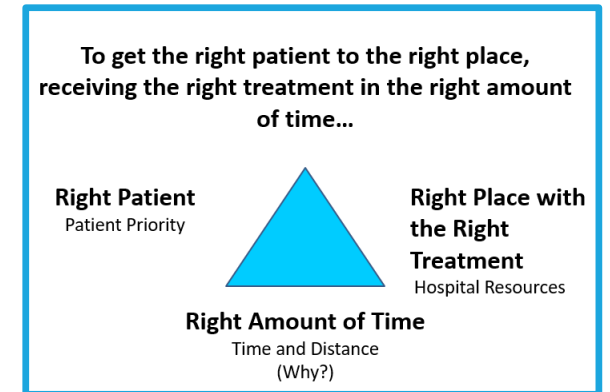 To get the right patient to the right place,
receiving the right treatment in the right amount
of time...
Right Patient
Patient Priority
Right Place with
the Right
Treatment
Hospital Resources
Right Amount of Time
Time and Distance
(Why?)